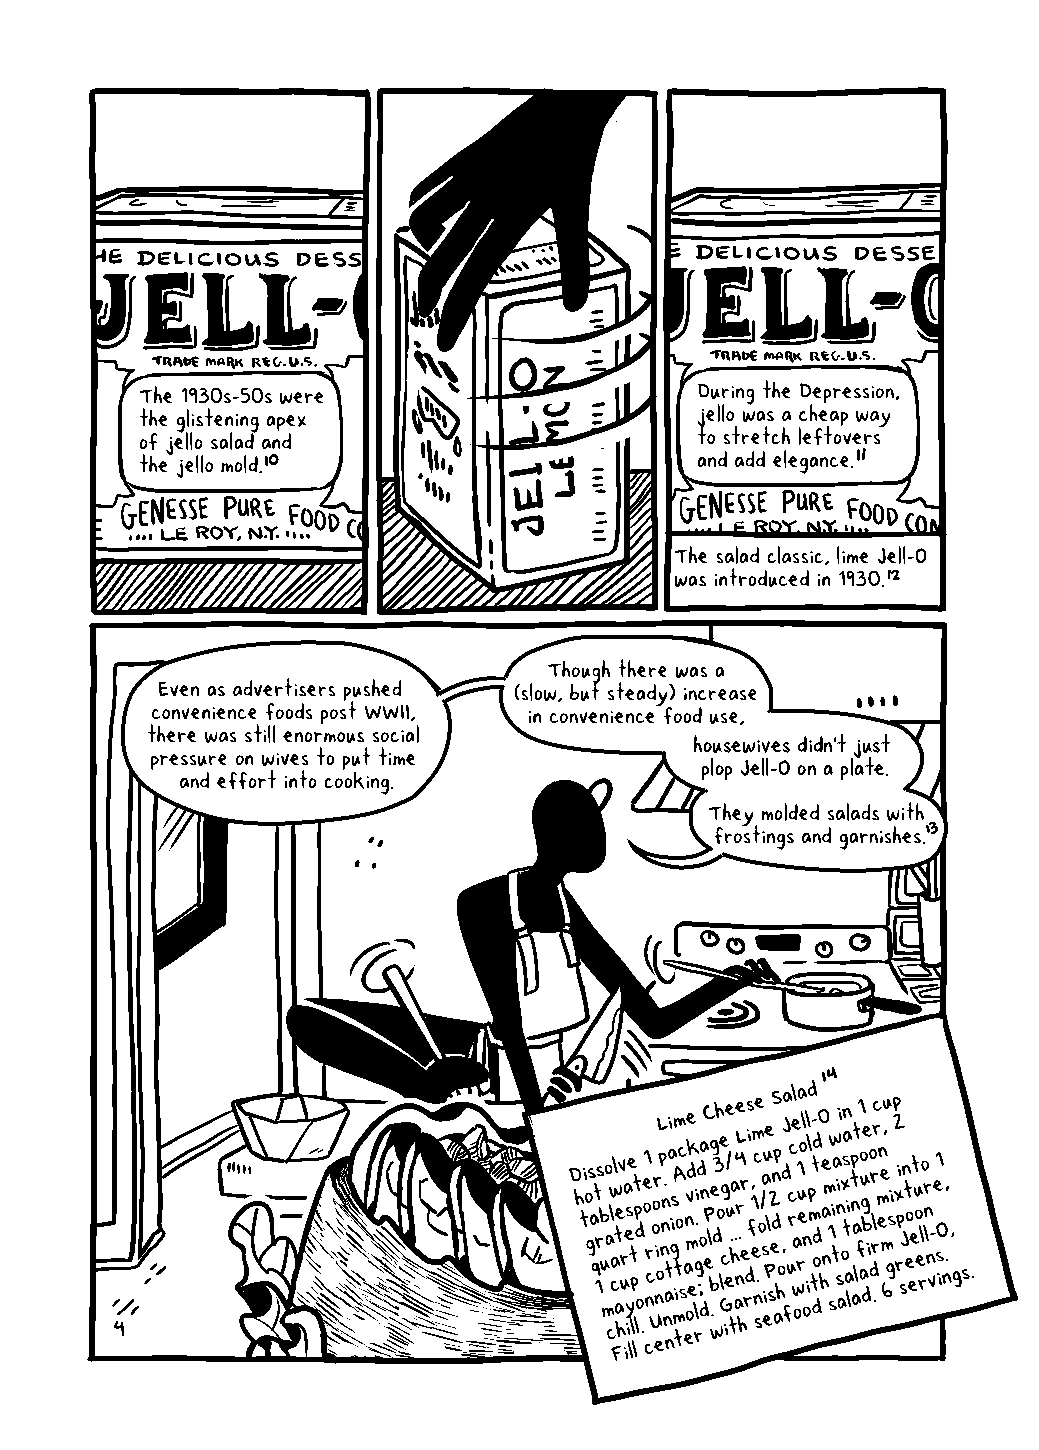 HE DELICIOUS DESS
JELL-O
TRADE MARK REG. U.S.
The 1930s-50s were
the glistening apex
of jello salad and
the jello mold.¹⁰
GENESSE PURE FOOD CO
LE ROY, N.Y.
JELL-O
LEMON
E DELICIOUS DESSE
JELL-O
TRADE MARK REG. U.S.
During the Depression,
jello was a cheap way
to stretch leftovers
and add elegance.¹¹
GENESSE PURE FOOD COM
LE ROY, N.Y.
The salad classic, lime Jell-O
was introduced in 1930.¹²
Even as advertisers pushed
convenience foods post WWII,
there was still enormous social
pressure on wives to put time
and effort into cooking.
Though there was a
(slow, but steady) increase
in convenience food use,
housewives didn't just
plop Jell-O on a plate.
They molded salads with
frostings and garnishes.¹³
Lime Cheese Salad¹⁴
Dissolve 1 package Lime Jell-O in 1 cup
hot water. Add 3/4 cup cold water, 2
tablespoons vinegar, and 1 teaspoon
grated onion. Pour 1/2 cup mixture into 1
quart ring mold ... fold remaining mixture,
1 cup cottage cheese, and 1 tablespoon
mayonnaise; blend. Pour onto firm Jell-O,
chill. Unmold. Garnish with salad greens.
Fill center with seafood salad. 6 servings.
4